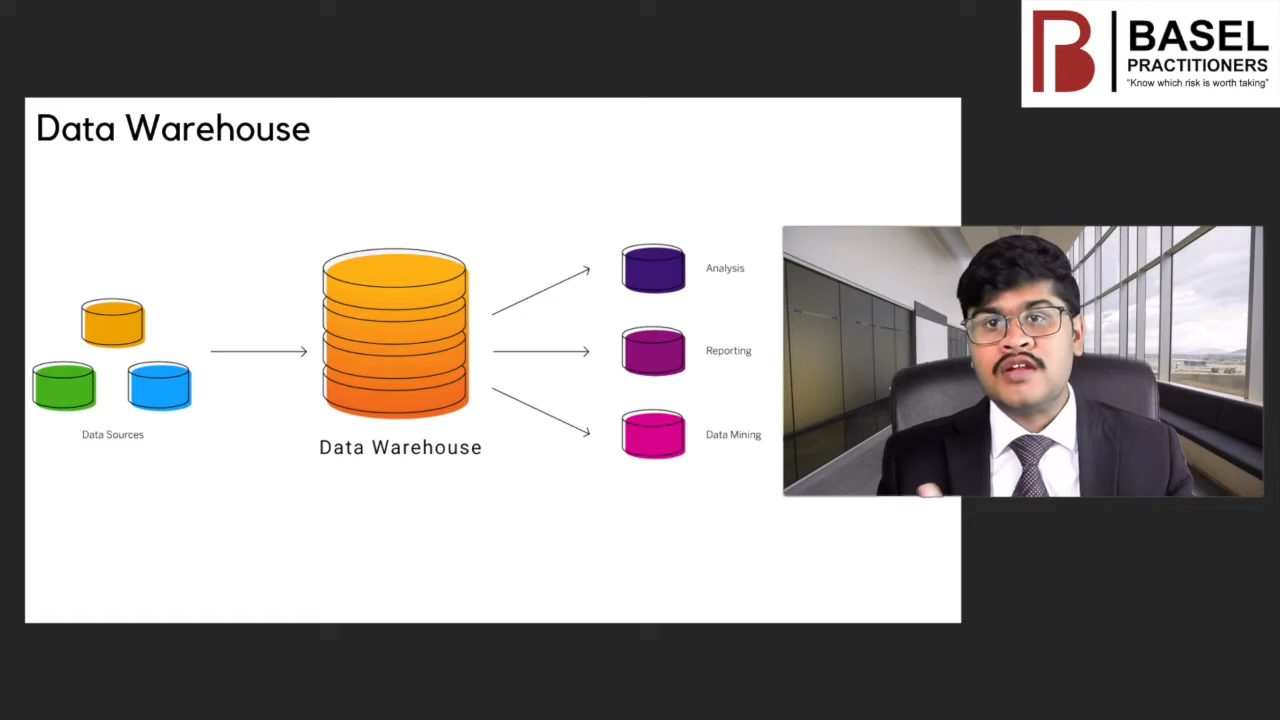 BASEL
PRACTITIONERS
"Know which risk is worth taking"
Data Warehouse
Data Sources
Data Warehouse
Analysis
Reporting
Data Mining